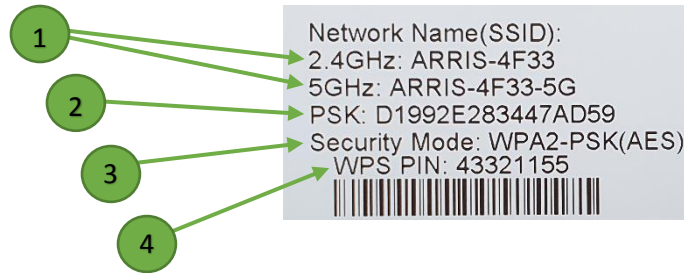 1
2
3
4
Network Name(SSID):
2.4GHz: ARRIS-4F33
5GHz: ARRIS-4F33-5G
PSK: D1992E283447AD59
Security Mode: WPA2-PSK(AES)
WPS PIN: 43321155